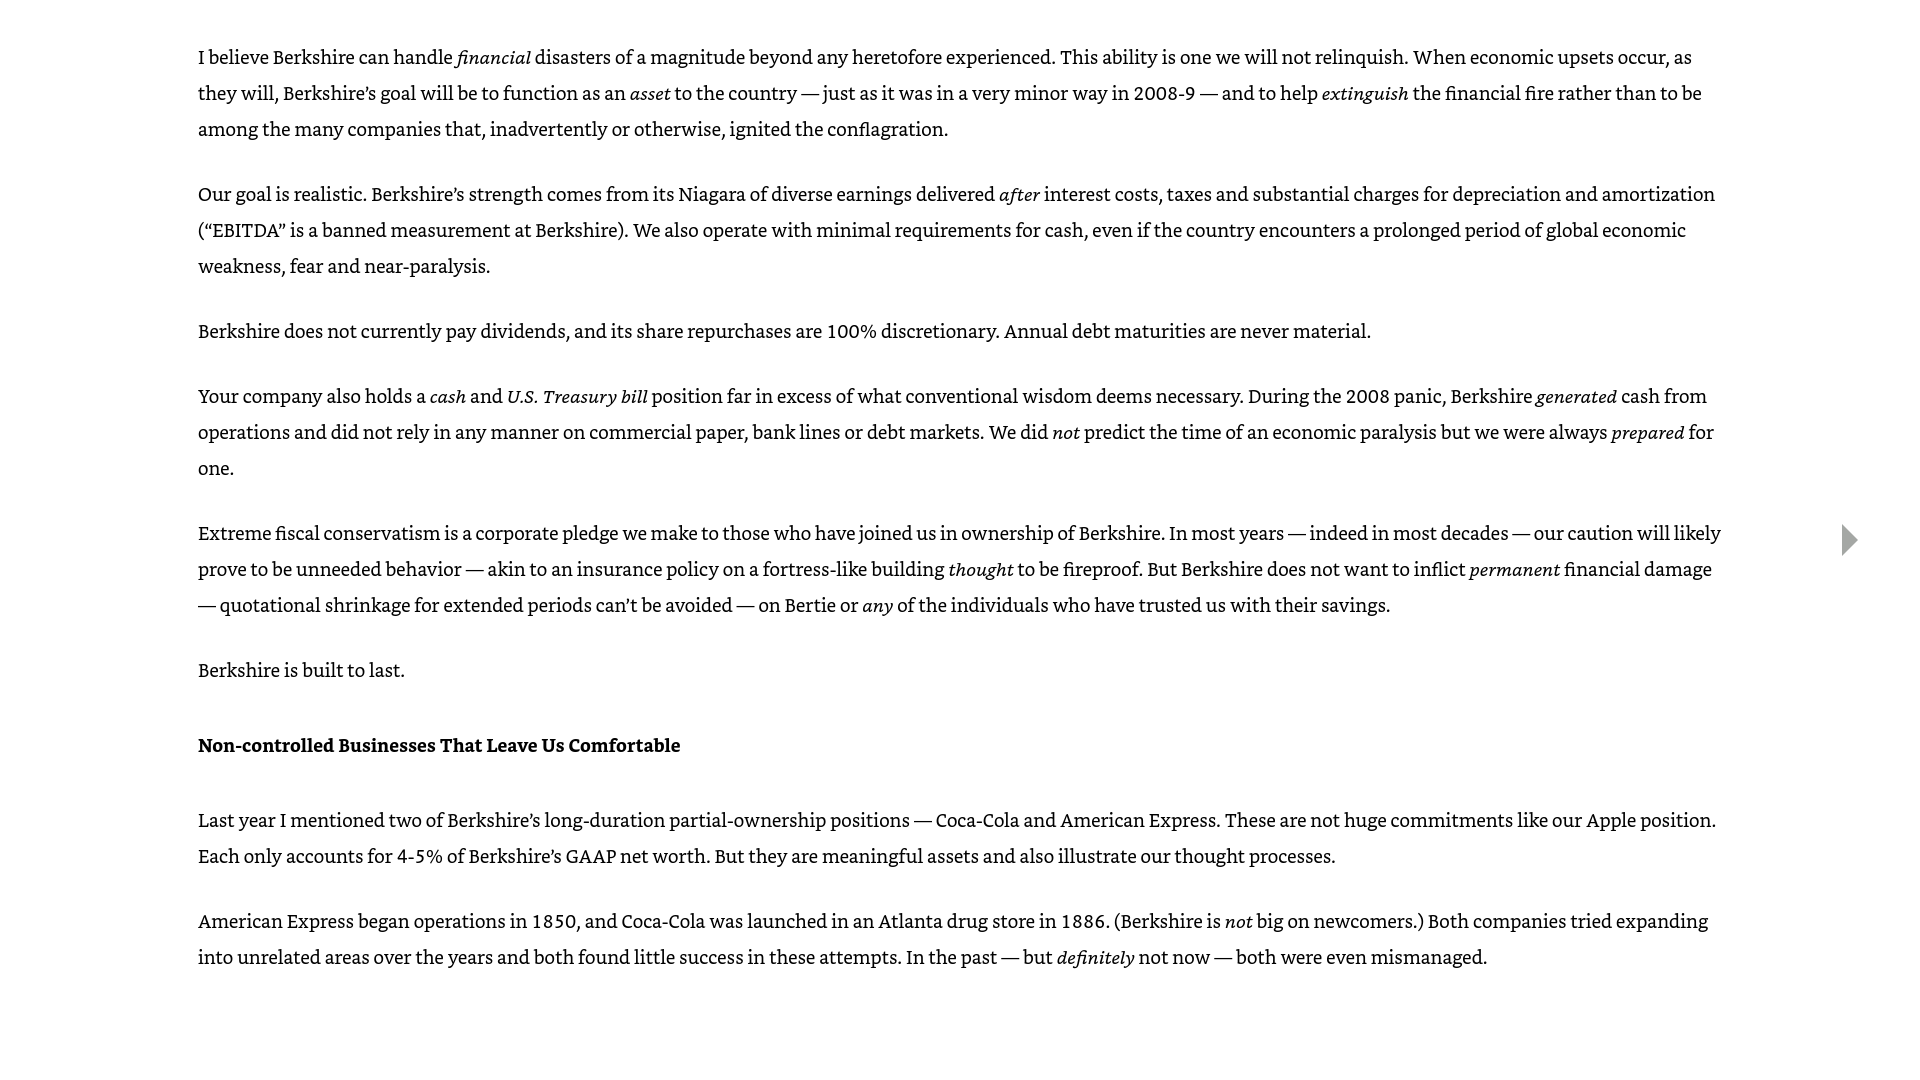 I believe Berkshire can handle financial disasters of a magnitude beyond any heretofore experienced. This ability is one we will not relinquish. When economic upsets occur, as
they will, Berkshire’s goal will be to function as an asset to the country — just as it was in a very minor way in 2008-9 — and to help extinguish the financial fire rather than to be
among the many companies that, inadvertently or otherwise, ignited the conflagration.
Our goal is realistic. Berkshire’s strength comes from its Niagara of diverse earnings delivered after interest costs, taxes and substantial charges for depreciation and amortization
(“EBITDA” is a banned measurement at Berkshire). We also operate with minimal requirements for cash, even if the country encounters a prolonged period of global economic
weakness, fear and near-paralysis.
Berkshire does not currently pay dividends, and its share repurchases are 100% discretionary. Annual debt maturities are never material.
Your company also holds a cash and U.S. Treasury bill position far in excess of what conventional wisdom deems necessary. During the 2008 panic, Berkshire generated cash from
operations and did not rely in any manner on commercial paper, bank lines or debt markets. We did not predict the time of an economic paralysis but we were always prepared for
one.
Extreme fiscal conservatism is a corporate pledge we make to those who have joined us in ownership of Berkshire. In most years — indeed in most decades — our caution will likely
prove to be unneeded behavior — akin to an insurance policy on a fortress-like building thought to be fireproof. But Berkshire does not want to inflict permanent financial damage
— quotational shrinkage for extended periods can’t be avoided — on Bertie or any of the individuals who have trusted us with their savings.
Berkshire is built to last.
Non-controlled Businesses That Leave Us Comfortable
Last year I mentioned two of Berkshire’s long-duration partial-ownership positions — Coca-Cola and American Express. These are not huge commitments like our Apple position.
Each only accounts for 4-5% of Berkshire’s GAAP net worth. But they are meaningful assets and also illustrate our thought processes.
American Express began operations in 1850, and Coca-Cola was launched in an Atlanta drug store in 1886. (Berkshire is not big on newcomers.) Both companies tried expanding
into unrelated areas over the years and both found little success in these attempts. In the past — but definitely not now — both were even mismanaged.